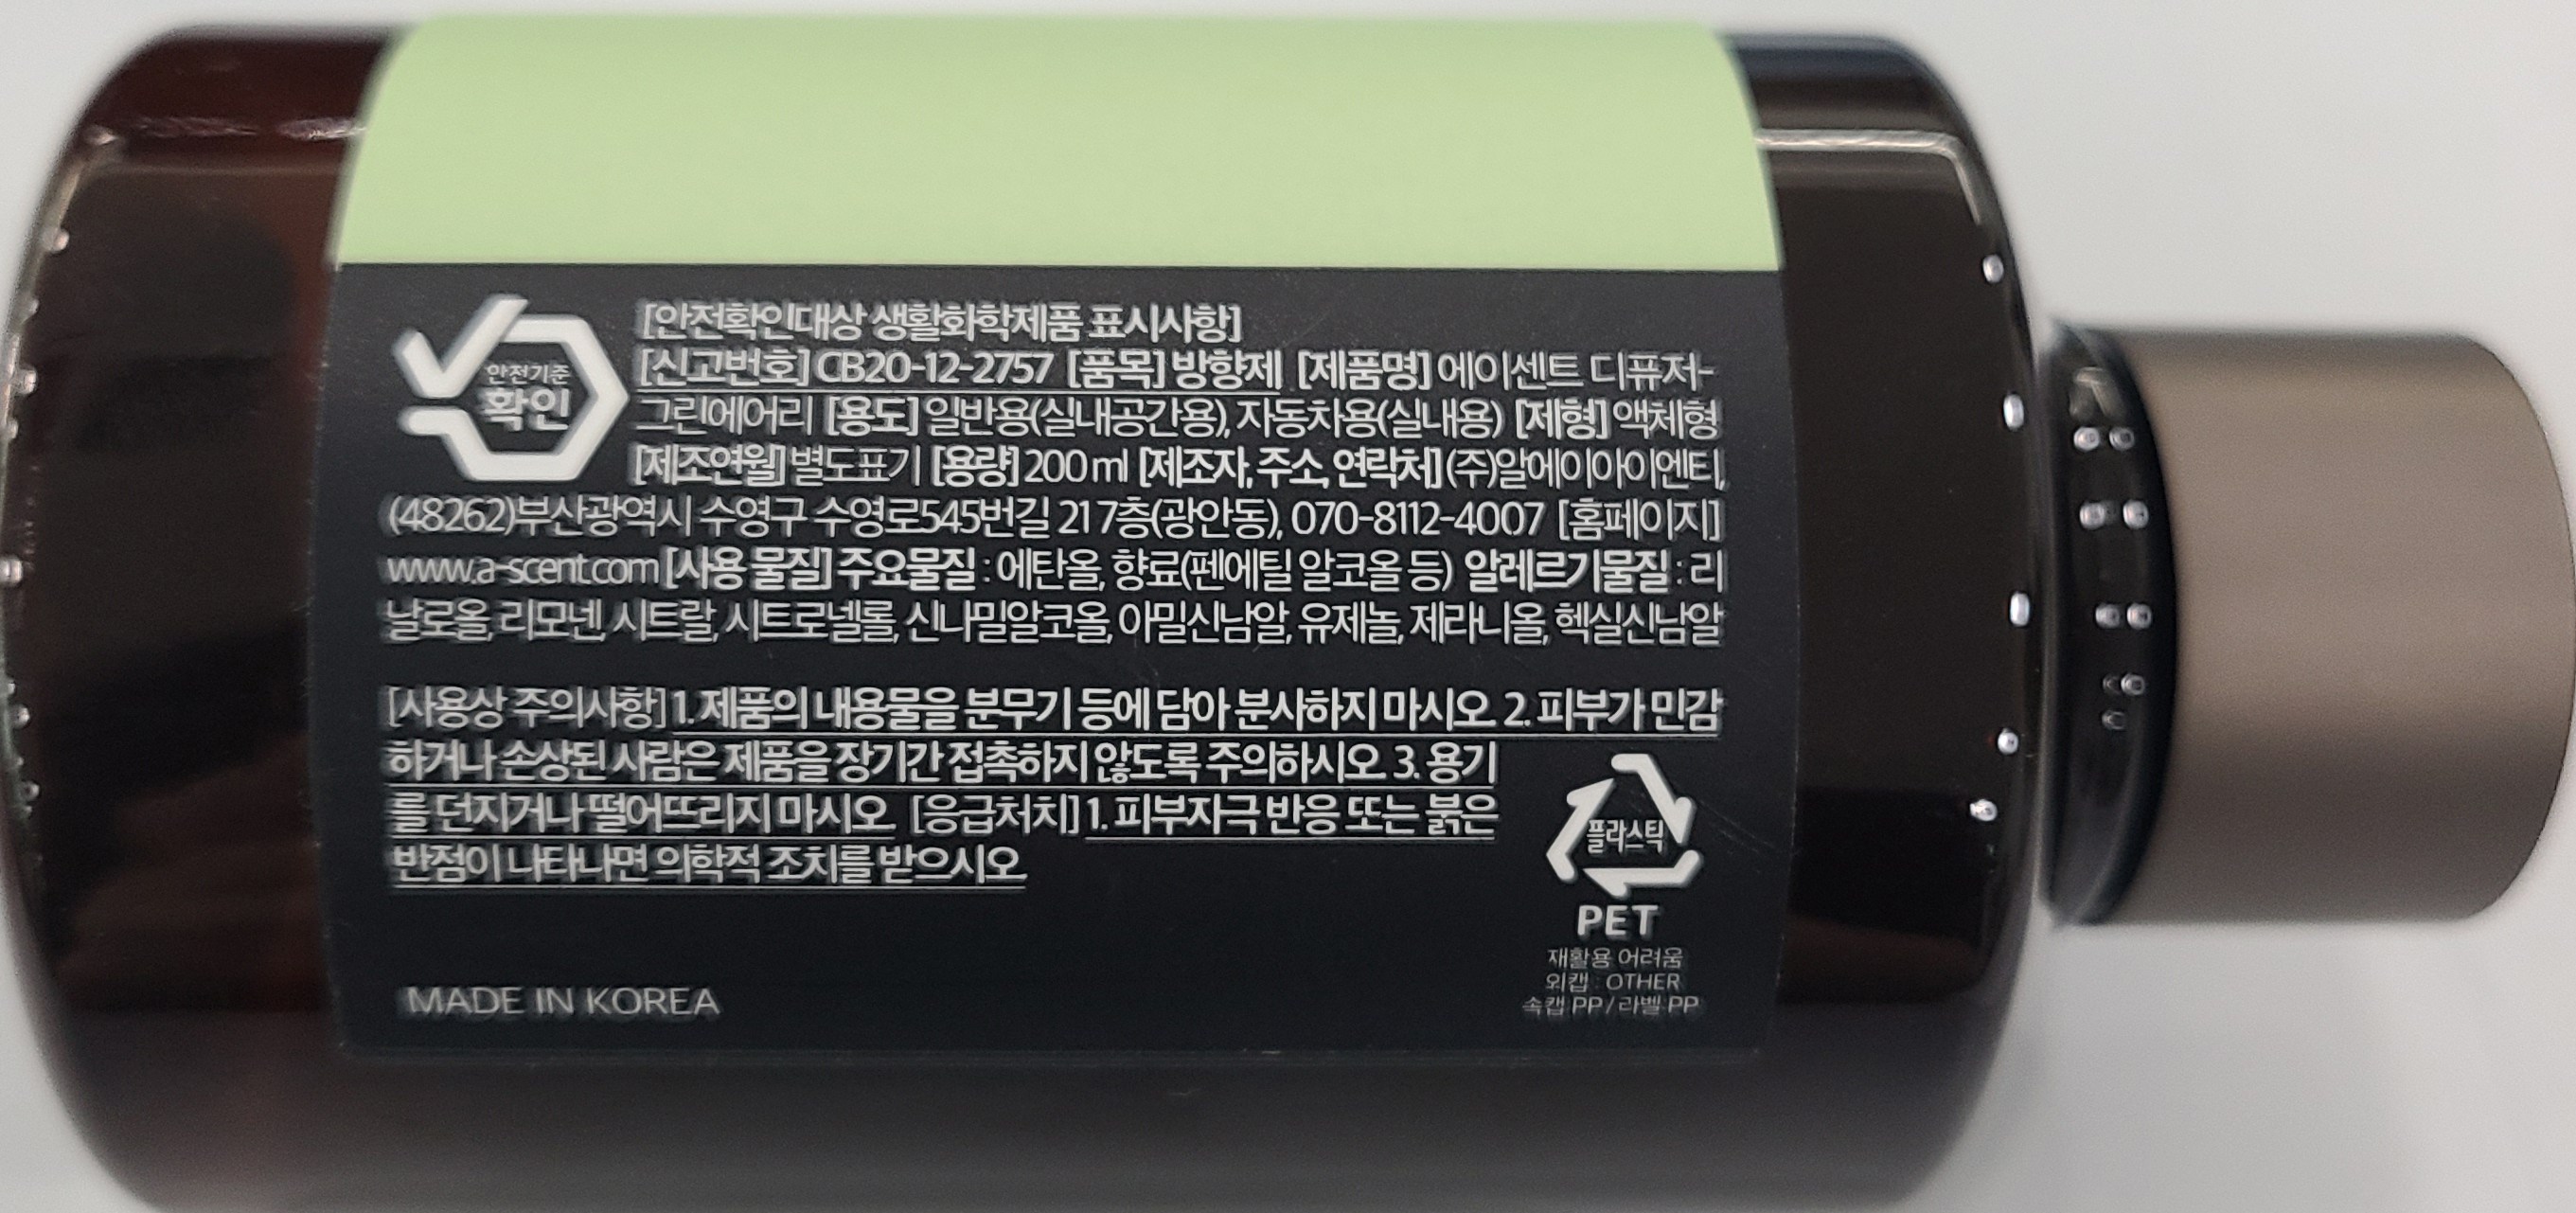 안전기준
확인
[안전확인대상 생활화학제품 표시사항]
[신고번호] CB20-12-2757 [품목] 방향제 [제품명] 에이센트 디퓨저-
그린에어리 [용도] 일반용(실내공간용), 자동차용(실내용) [제형] 액체형
[제조연월] 별도표기 [용량] 200ml [제조자, 주소, 연락처] (주)알에이아이엔티,
(48262)부산광역시 수영구 수영로545번길 217층(광안동), 070-8112-4007 [홈페이지]
www.a-scent.com [사용 물질] 주요물질 : 에탄올, 향료(펜에틸 알코올 등) 알레르기물질 : 리
날로올, 리모넨, 시트랄, 시트로넬롤, 신나밀알코올, 아밀신남알, 유제놀, 제라니올, 헥실신남알
[사용상 주의사항] 1. 제품의 내용물을 분무기 등에 담아 분사하지 마시오. 2. 피부가 민감
하거나 손상된 사람은 제품을 장기간 접촉하지 않도록 주의하시오. 3. 용기
를 던지거나 떨어뜨리지 마시오. [응급처치] 1. 피부자극 반응 또는 붉은
반점이 나타나면 의학적 조치를 받으시오.
플라스틱
PET
재활용 어려움
외캡 : OTHER
속캡 PP / 라벨 PP
MADE IN KOREA